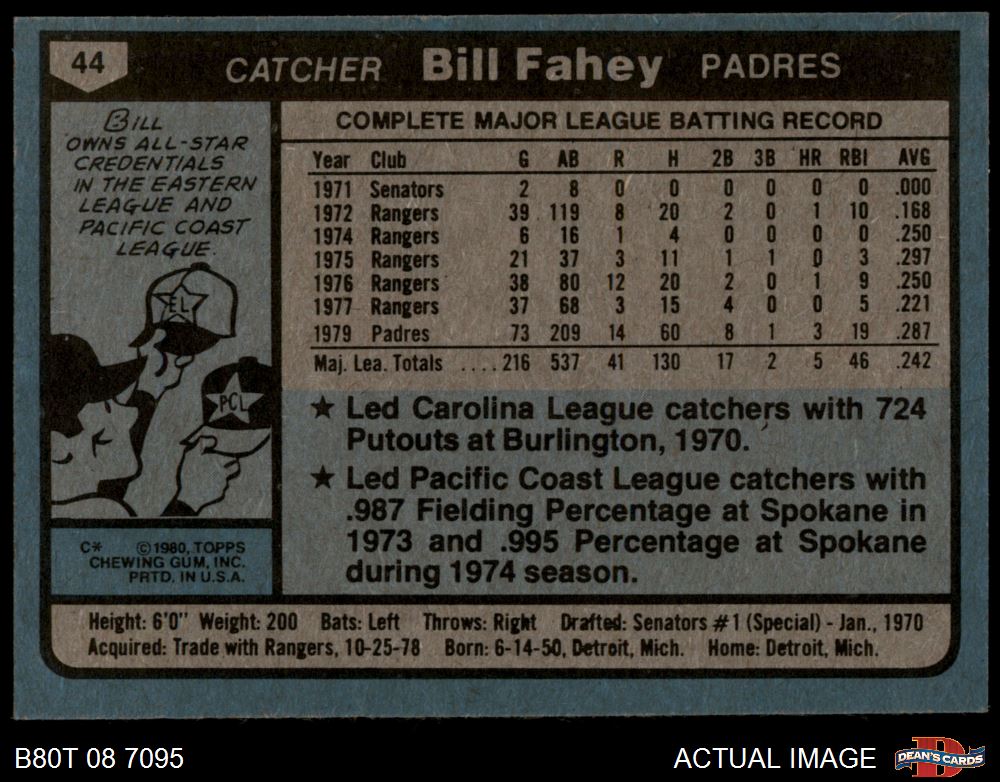 44
CATCHER Bill Fahey PADRES
BILL
OWNS ALL-STAR
CREDENTIALS
IN THE EASTERN
LEAGUE AND
PACIFIC COAST
LEAGUE.
EL
PCL
C* ©1980, TOPPS
CHEWING GUM, INC.
PRTD. IN U.S.A.
COMPLETE MAJOR LEAGUE BATTING RECORD
Year Club G AB R H 2B 3B HR RBI AVG
1971 Senators 2 8 0 0 0 0 0 0 .000
1972 Rangers 39 119 8 20 2 0 1 10 .168
1974 Rangers 6 16 1 4 0 0 0 0 .250
1975 Rangers 21 37 3 11 1 1 0 3 .297
1976 Rangers 38 80 12 20 2 0 1 9 .250
1977 Rangers 37 68 3 15 4 0 0 5 .221
1979 Padres 73 209 14 60 8 1 3 19 .287
Maj. Lea. Totals ....216 537 41 130 17 2 5 46 .242
★ Led Carolina League catchers with 724
Putouts at Burlington, 1970.
★ Led Pacific Coast League catchers with
.987 Fielding Percentage at Spokane in
1973 and .995 Percentage at Spokane
during 1974 season.
Height: 6'0" Weight: 200 Bats: Left Throws: Right Drafted: Senators #1 (Special) - Jan., 1970
Acquired: Trade with Rangers, 10-25-78 Born: 6-14-50, Detroit, Mich. Home: Detroit, Mich.
B80T 08 7095
ACTUAL IMAGE
D
DEAN'S CARDS